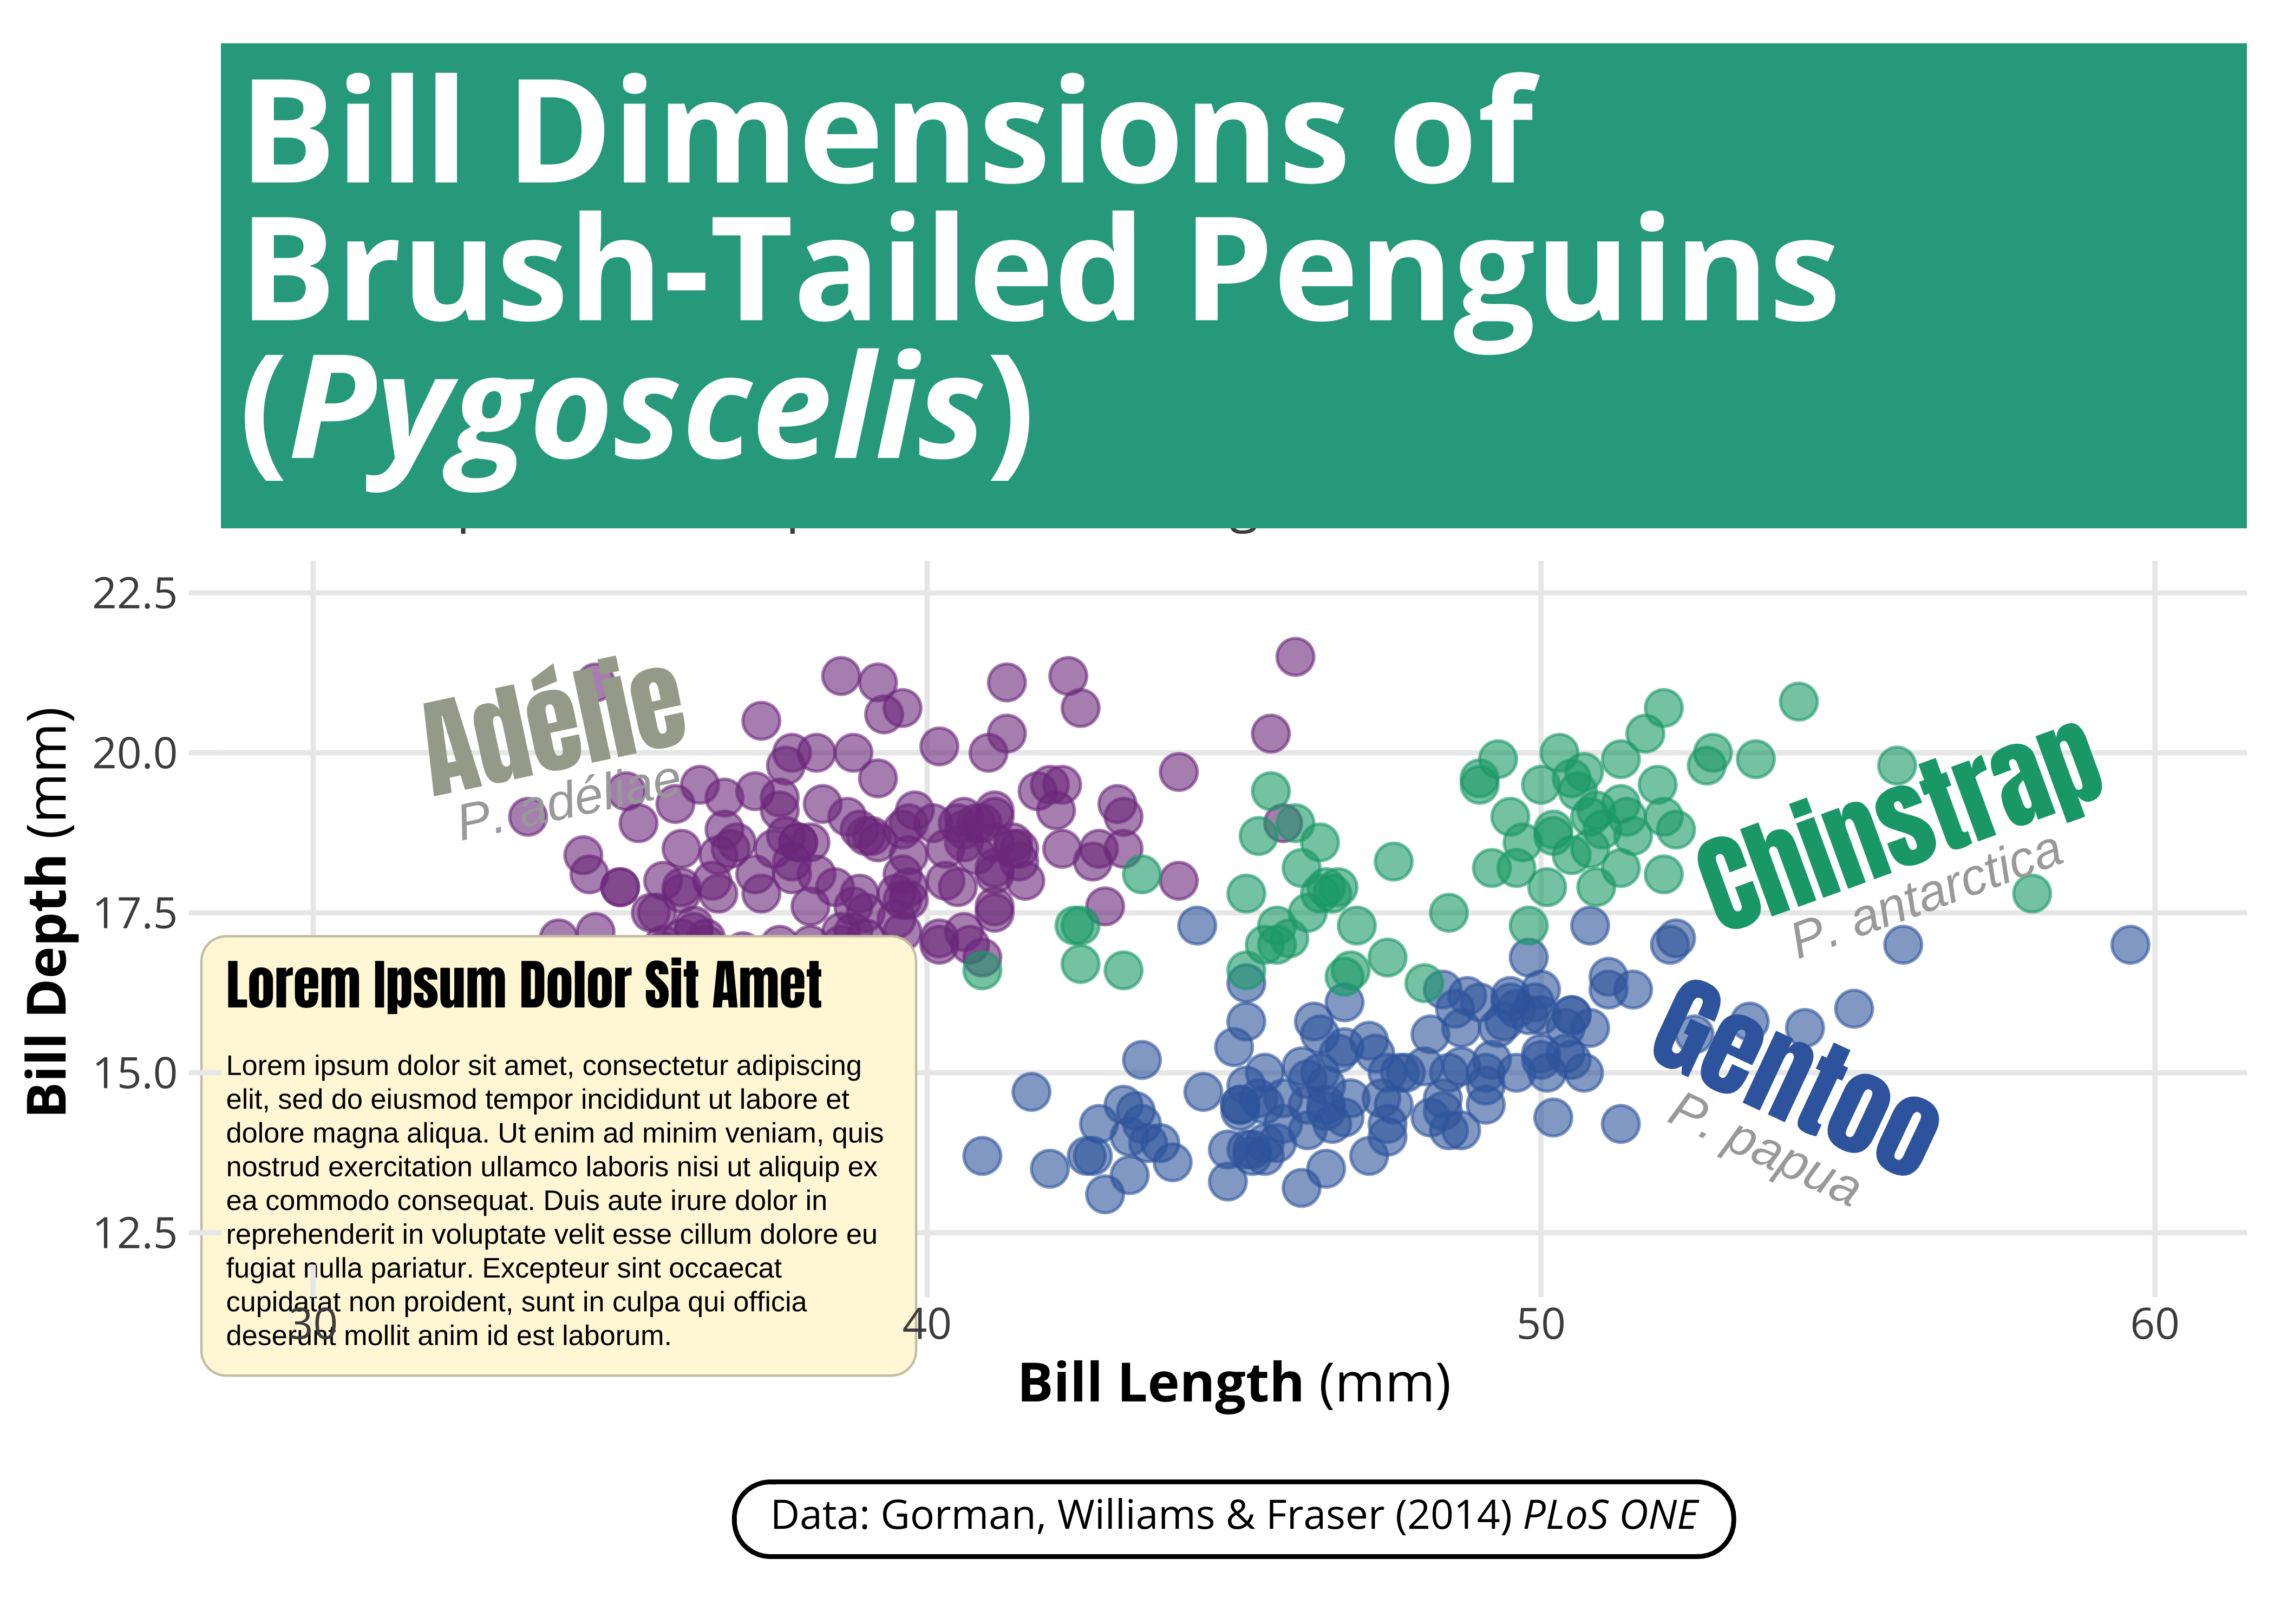 Bill Dimensions of
Brush-Tailed Penguins
(Pygoscelis)
22.5
20.0
17.5
15.0
12.5
Bill Depth (mm)
Adélie
P. adéliae
Chinstrap
P. antarctica
Gentoo
P. papua
Lorem Ipsum Dolor Sit Amet
Lorem ipsum dolor sit amet, consectetur adipiscing
elit, sed do eiusmod tempor incididunt ut labore et
dolore magna aliqua. Ut enim ad minim veniam, quis
nostrud exercitation ullamco laboris nisi ut aliquip ex
ea commodo consequat. Duis aute irure dolor in
reprehenderit in voluptate velit esse cillum dolore eu
fugiat nulla pariatur. Excepteur sint occaecat
cupidatat non proident, sunt in culpa qui officia
deserunt mollit anim id est laborum.
30
40
50
60
Bill Length (mm)
Data: Gorman, Williams & Fraser (2014) PLoS ONE